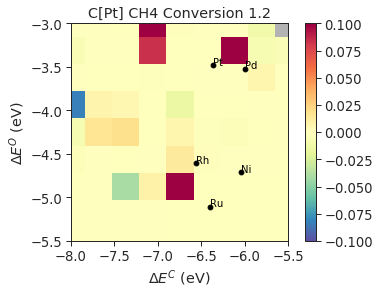 C[Pt] CH4 Conversion 1.2
−3.0
−3.5
−4.0
−4.5
−5.0
−5.5
ΔE^O (eV)
Pt
Pd
Rh
Ni
Ru
−8.0 −7.5 −7.0 −6.5 −6.0 −5.5
ΔE^C (eV)
0.100
0.075
0.050
0.025
0.000
−0.025
−0.050
−0.075
−0.100